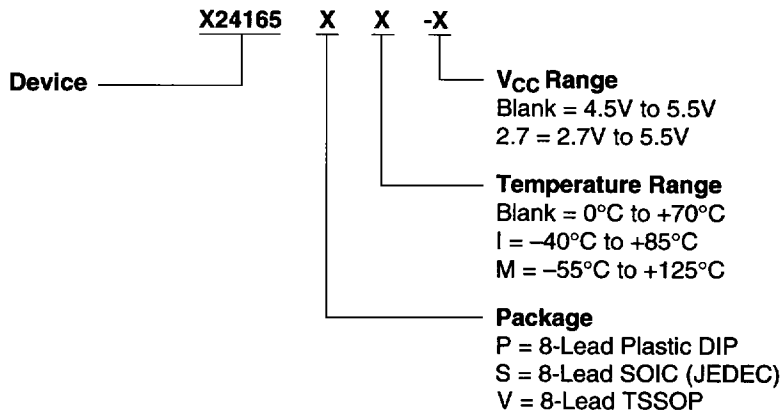 X24165 X X -X
Device
VCC Range
Blank = 4.5V to 5.5V
2.7 = 2.7V to 5.5V
Temperature Range
Blank = 0°C to +70°C
I = –40°C to +85°C
M = –55°C to +125°C
Package
P = 8-Lead Plastic DIP
S = 8-Lead SOIC (JEDEC)
V = 8-Lead TSSOP